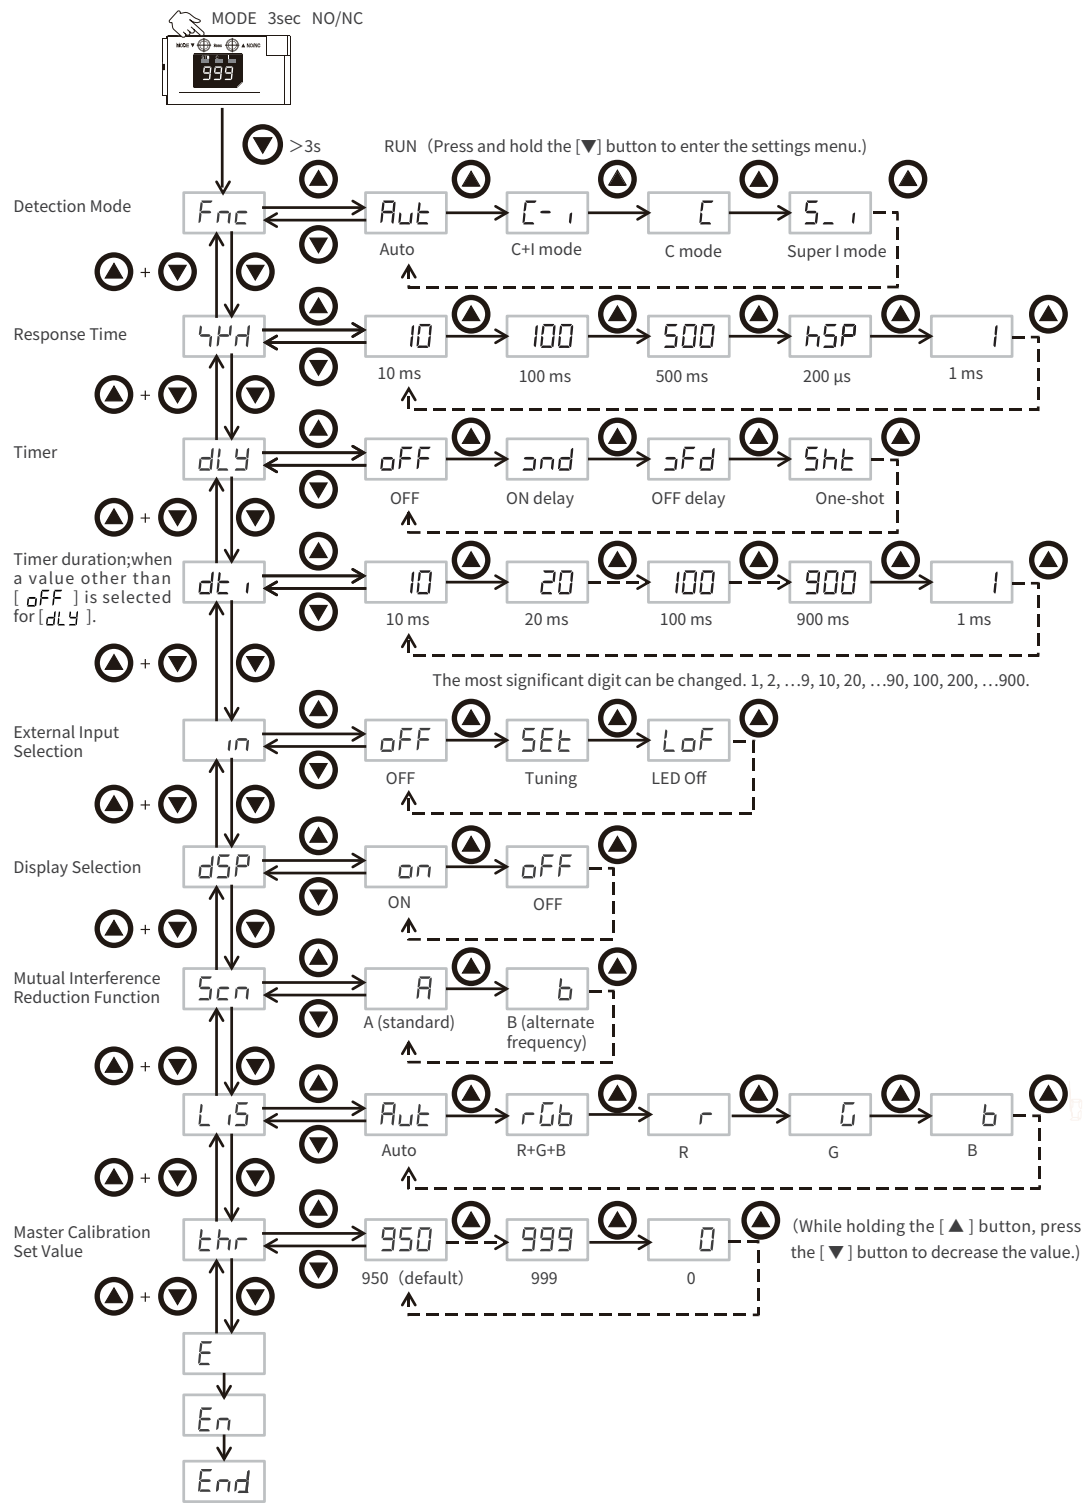 MODE 3sec NO/NC
MODE ▼ ▲ NO/NC
999
▼ >3s
RUN (Press and hold the [▼] button to enter the settings menu.)
Detection Mode
Fnc Aut C-ı C S_ı
Auto C+I mode C mode Super I mode
▲ + ▼
Response Time
10 100 500 hSP 1
10 ms 100 ms 500 ms 200 µs 1 ms
▲ + ▼
Timer
dLY oFF ond oFd Sht
OFF ON delay OFF delay One-shot
▲ + ▼
Timer duration;when
a value other than
[ oFF ] is selected
for [dLY ].
dtı 10 20 100 900 1
10 ms 20 ms 100 ms 900 ms 1 ms
▲ + ▼
The most significant digit can be changed. 1, 2, …9, 10, 20, …90, 100, 200, …900.
External Input
Selection
ın oFF SEt LoF
OFF Tuning LED Off
▲ + ▼
Display Selection
dSP on oFF
ON OFF
▲ + ▼
Mutual Interference
Reduction Function
Scn A b
A (standard) B (alternate
frequency)
▲ + ▼
LıS Aut rGb r G b
Auto R+G+B R G B
▲ + ▼
Master Calibration
Set Value
thr 950 999 0
950 (default) 999 0
(While holding the [ ▲ ] button, press
the [ ▼ ] button to decrease the value.)
▲ + ▼
E
En
End